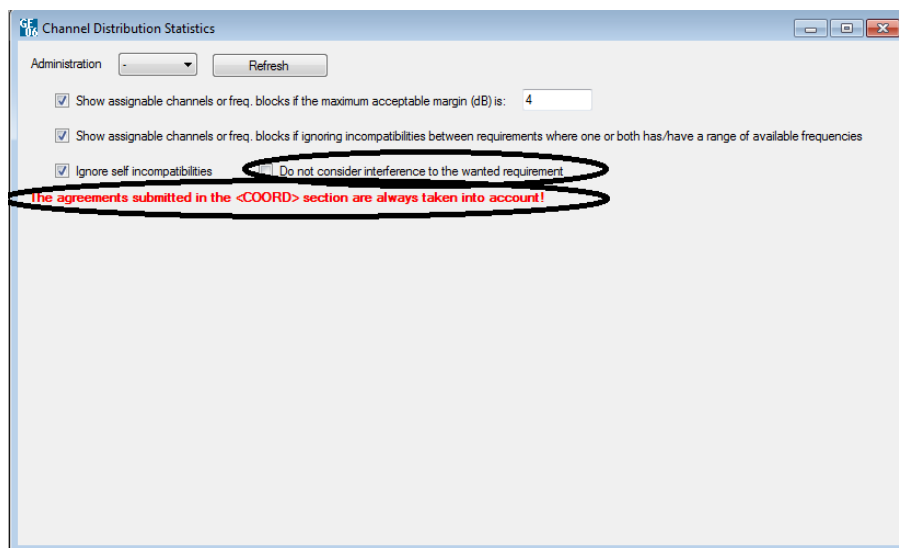 GE 06 Channel Distribution Statistics
Administration - Refresh
Show assignable channels or freq. blocks if the maximum acceptable margin (dB) is: 4
Show assignable channels or freq. blocks if ignoring incompatibilities between requirements where one or both has/have a range of available frequencies
Ignore self incompatibilities Do not consider interference to the wanted requirement
The agreements submitted in the <COORD> section are always taken into account!